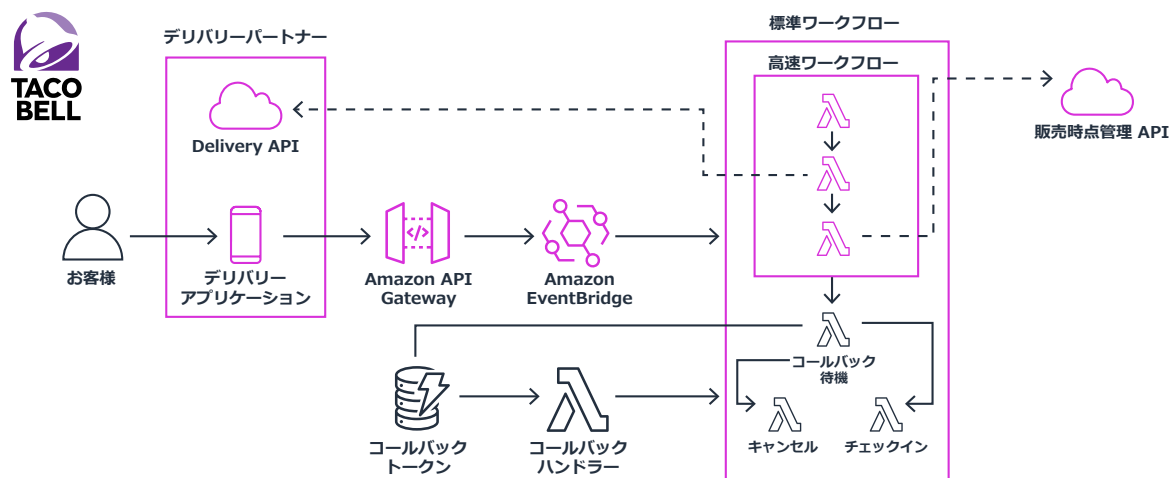 TACO
BELL
デリバリーパートナー
Delivery API
お客様
デリバリー
アプリケーション
</>
Amazon API
Gateway
Amazon
EventBridge
標準ワークフロー
高速ワークフロー
販売時点管理 API
コールバック
待機
キャンセル
チェックイン
コールバック
トークン
コールバック
ハンドラー